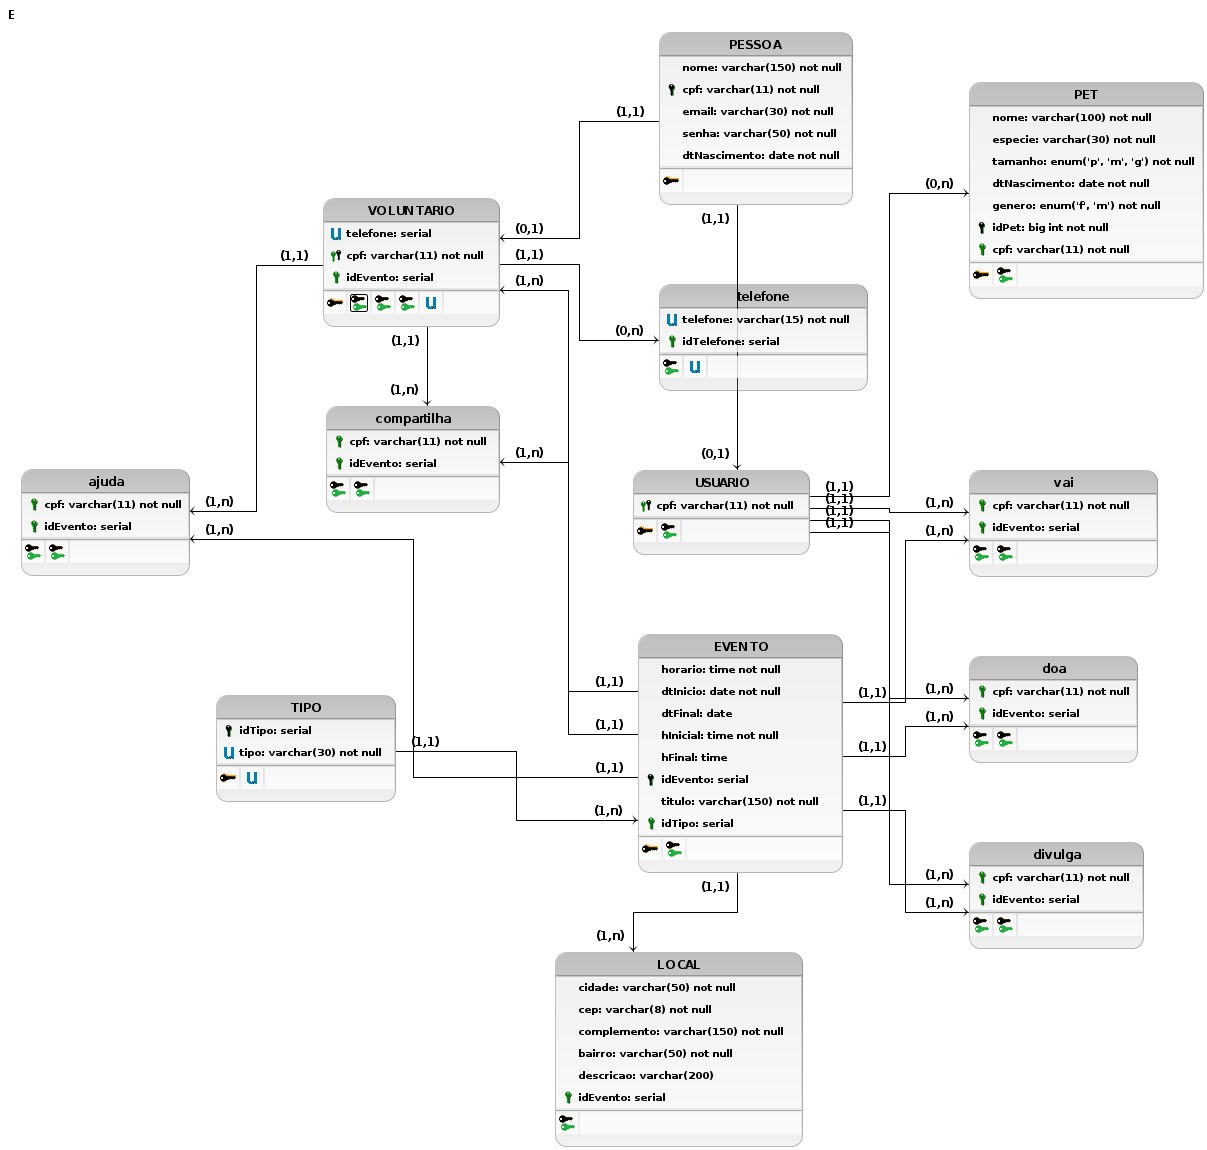 E
PESSOA
nome: varchar(150) not null
cpf: varchar(11) not null
email: varchar(30) not null
senha: varchar(50) not null
dtNascimento: date not null
(1,1)
(1,1)
PET
nome: varchar(100) not null
especie: varchar(30) not null
tamanho: enum('p', 'm', 'g') not null
dtNascimento: date not null
genero: enum('f', 'm') not null
idPet: big int not null
cpf: varchar(11) not null
(0,n)
VOLUNTARIO
telefone: serial
cpf: varchar(11) not null
idEvento: serial
U
U
(0,1)
(1,1)
(1,n)
(1,1)
(1,1)
(1,n)
telefone
telefone: varchar(15) not null
idTelefone: serial
U
U
(0,n)
(0,1)
compartilha
cpf: varchar(11) not null
idEvento: serial
(1,n)
ajuda
cpf: varchar(11) not null
idEvento: serial
(1,n)
(1,n)
USUARIO
cpf: varchar(11) not null
(1,1)
(1,1)
(1,1)
(1,1)
vai
cpf: varchar(11) not null
idEvento: serial
(1,n)
(1,n)
EVENTO
horario: time not null
dtInicio: date not null
dtFinal: date
hInicial: time not null
hFinal: time
idEvento: serial
titulo: varchar(150) not null
idTipo: serial
(1,1)
(1,1)
(1,1)
(1,n)
(1,1)
(1,1)
(1,1)
(1,1)
doa
cpf: varchar(11) not null
idEvento: serial
(1,n)
(1,n)
TIPO
idTipo: serial
tipo: varchar(30) not null
U
U
(1,1)
divulga
cpf: varchar(11) not null
idEvento: serial
(1,n)
(1,n)
LOCAL
cidade: varchar(50) not null
cep: varchar(8) not null
complemento: varchar(150) not null
bairro: varchar(50) not null
descricao: varchar(200)
idEvento: serial
(1,n)